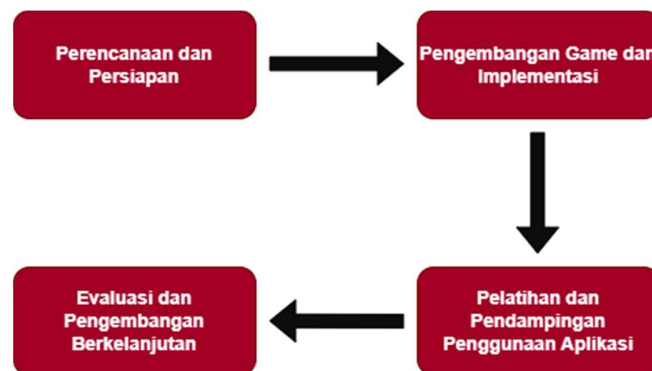 Perencanaan dan
Persiapan
Pengembangan Game dan
Implementasi
Evaluasi dan
Pengembangan
Berkelanjutan
Pelatihan dan
Pendampingan
Penggunaan Aplikasi